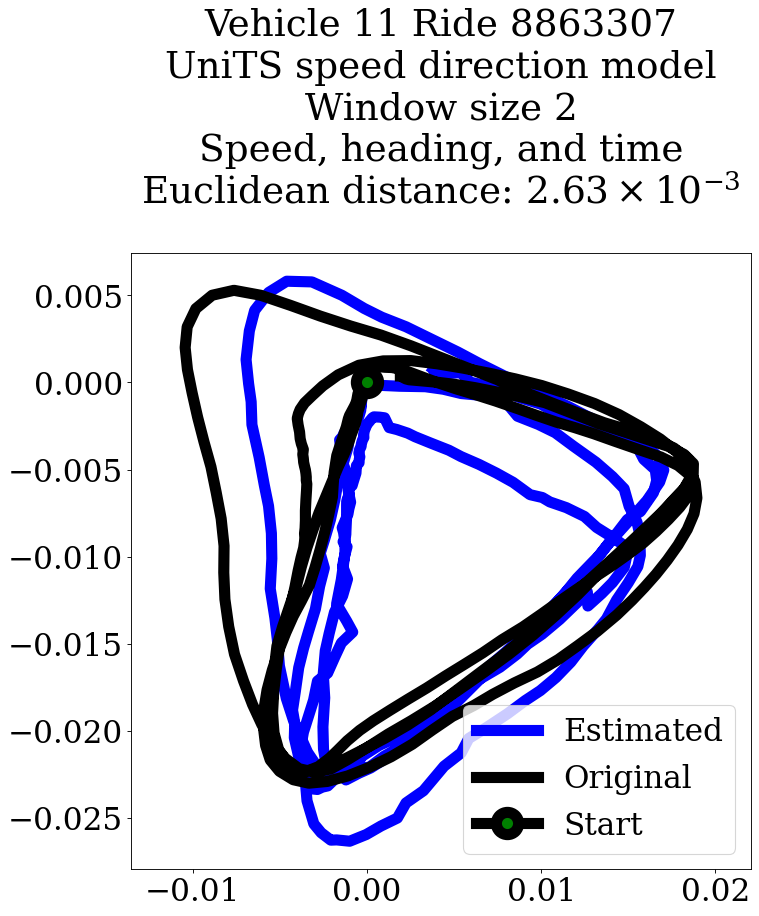 Vehicle 11 Ride 8863307
UniTS speed direction model
Window size 2
Speed, heading, and time
Euclidean distance: 2.63 × 10⁻³
0.005
0.000
−0.005
−0.010
−0.015
−0.020
−0.025
Estimated
Original
Start
−0.01 0.00 0.01 0.02